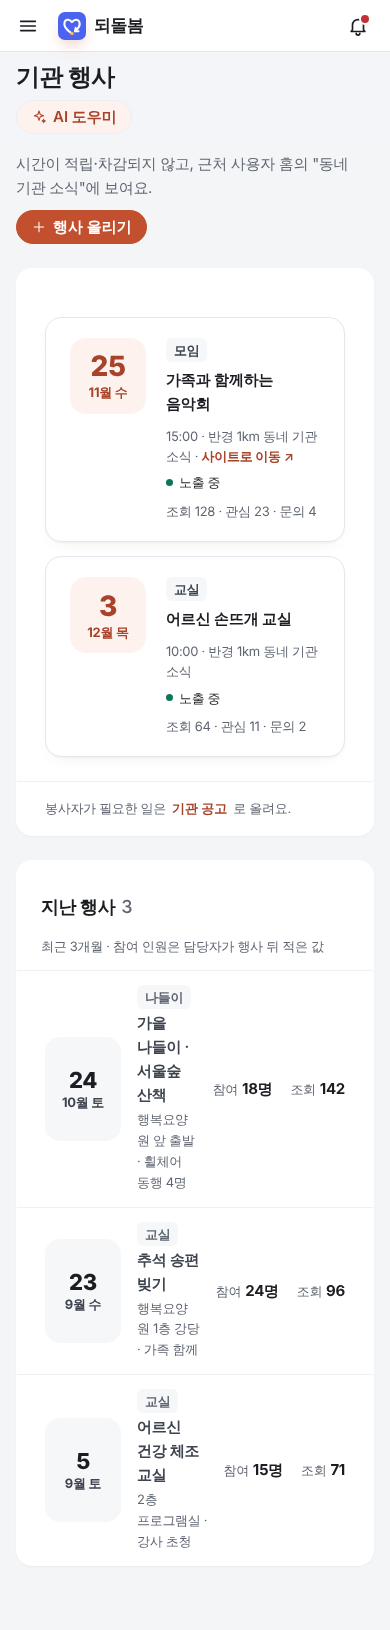 되돌봄
기관 행사
AI 도우미
시간이 적립·차감되지 않고, 근처 사용자 홈의 "동네
기관 소식"에 보여요.
+ 행사 올리기
25
11월 수
모임
가족과 함께하는
음악회
15:00 · 반경 1km 동네 기관
소식 · 사이트로 이동 ↗
노출 중
조회 128 · 관심 23 · 문의 4
3
12월 목
교실
어르신 손뜨개 교실
10:00 · 반경 1km 동네 기관
소식
노출 중
조회 64 · 관심 11 · 문의 2
봉사자가 필요한 일은 기관 공고 로 올려요.
지난 행사 3
최근 3개월 · 참여 인원은 담당자가 행사 뒤 적은 값
24
10월 토
나들이
가을
나들이 ·
서울숲
산책
행복요양
원 앞 출발
· 휠체어
동행 4명
참여 18명 조회 142
23
9월 수
교실
추석 송편
빚기
행복요양
원 1층 강당
· 가족 함께
참여 24명 조회 96
5
9월 토
교실
어르신
건강 체조
교실
2층
프로그램실 ·
강사 초청
참여 15명 조회 71